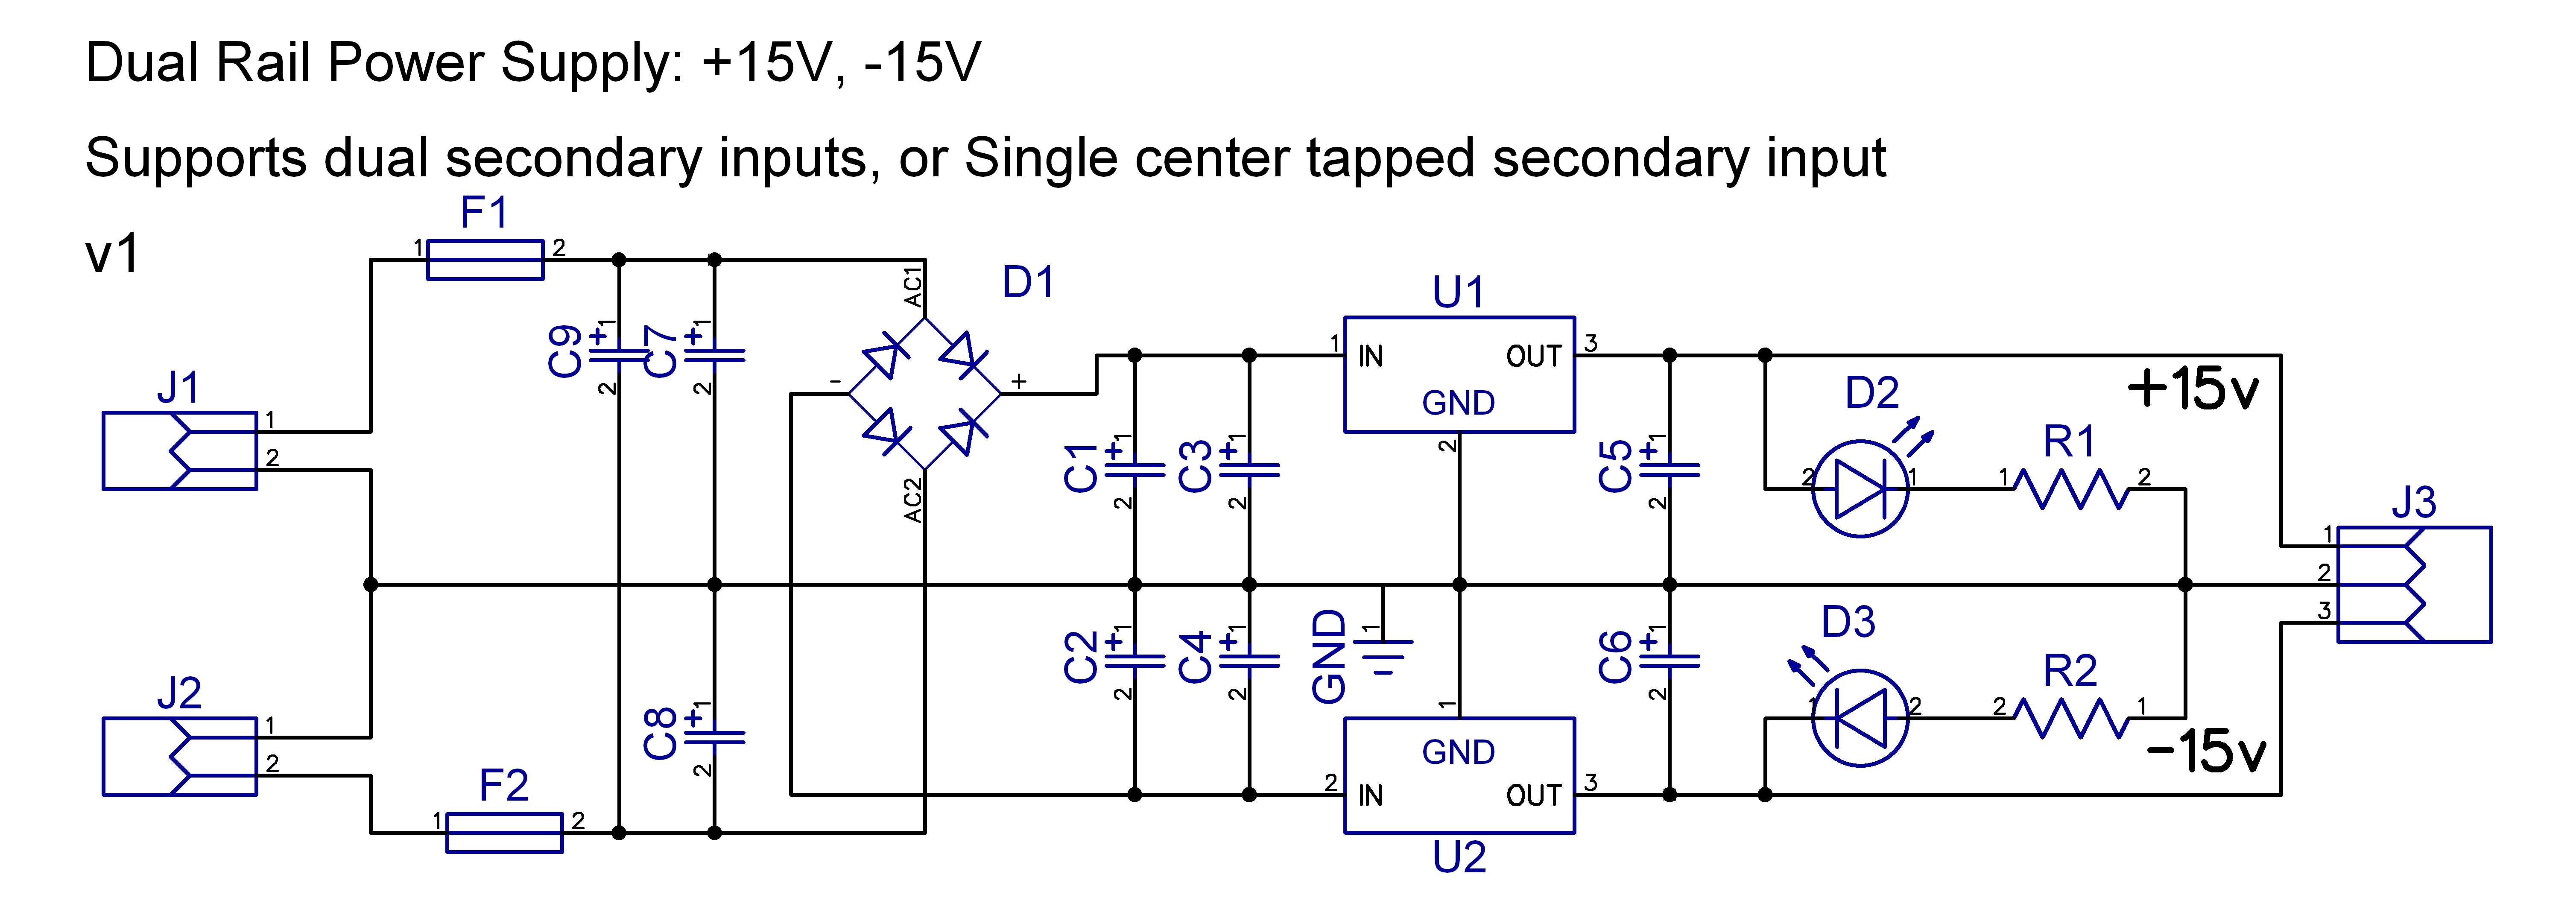 Dual Rail Power Supply: +15V, -15V
Supports dual secondary inputs, or Single center tapped secondary input
v1
F1
1 2
D1
AC1
U1
1 IN OUT 3
GND
2
C9 + 1 2
C7 + 1 2
- +
J1
1
2
AC2
C1 + 1 2
C3 + 1 2
C5 + 1 2
D2
2 1
R1
1 2
+15v
J3
1
2
3
C2 + 1 2
C4 + 1 2
GND 1
C6 + 1 2
D3
1 2
R2
2 1
-15v
J2
1
2
C8 + 1 2
1
GND
2 IN OUT 3
U2
F2
1 2